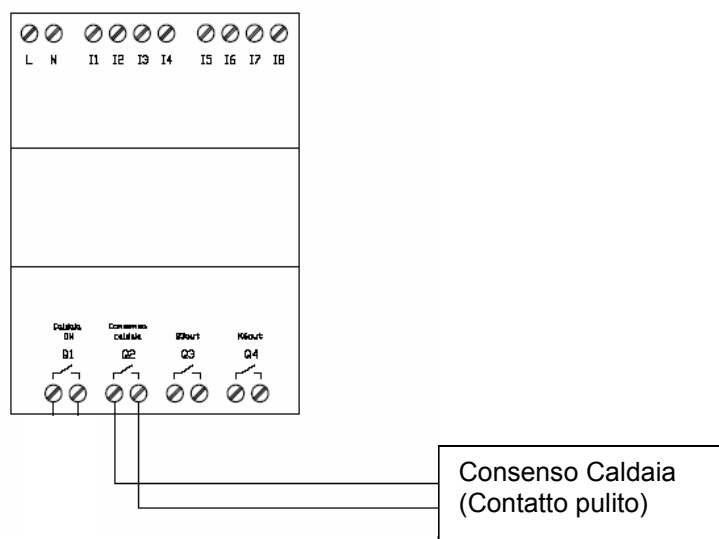 L N I1 I2 I3 I4 I5 I6 I7 I8
Caldaia ON
Consenso caldaia
Q1 Q2 Q3 Q4
Consenso Caldaia
(Contatto pulito)